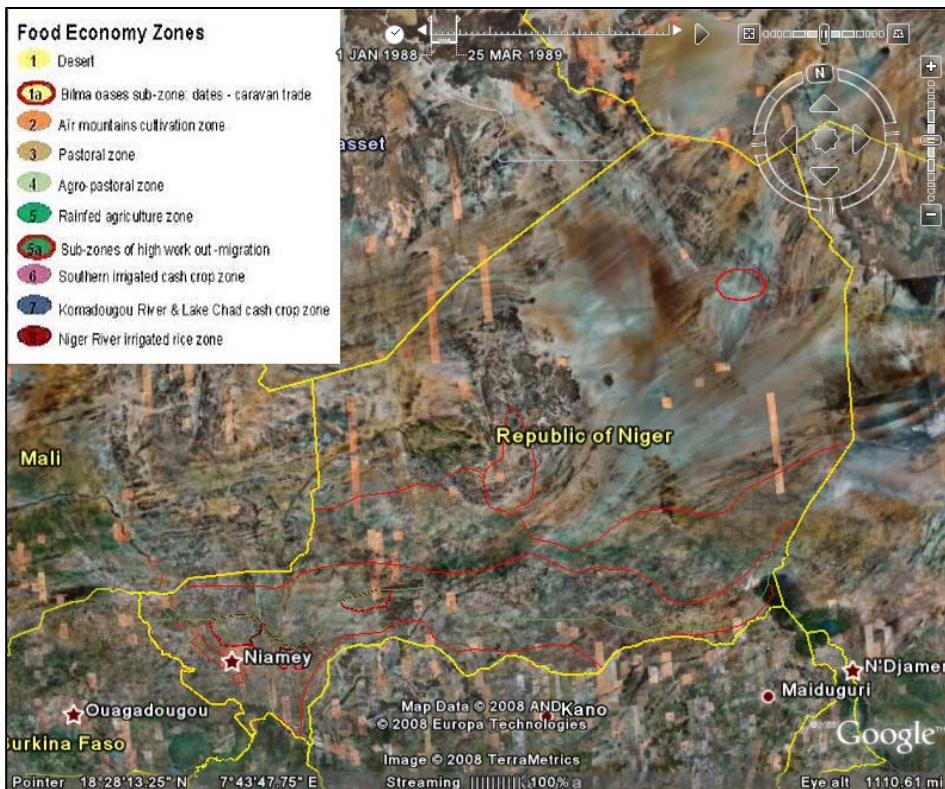 Food Economy Zones
1 Desert
1a Bilma oases sub-zone: dates - caravan trade
2 Air mountains cultivation zone
3 Pastoral zone
4 Agro-pastoral zone
5 Rainfed agriculture zone
5a Sub-zones of high work out-migration
6 Southern irrigated cash crop zone
7 Komadougou River & Lake Chad cash crop zone
8 Niger River irrigated rice zone
1 JAN 1988 25 MAR 1989
N
asset
Republic of Niger
Mali
Niamey
N'Djamen
Maiduguri
Ouagadougou
Kano
Map Data © 2008 AND
© 2008 Europa Technologies
Burkina Faso
© 2008 Google
Image © 2008 TerraMetrics
Pointer 18°28'13.25" N 7°43'47.75" E Streaming 100% Eye alt 1110.61 mi